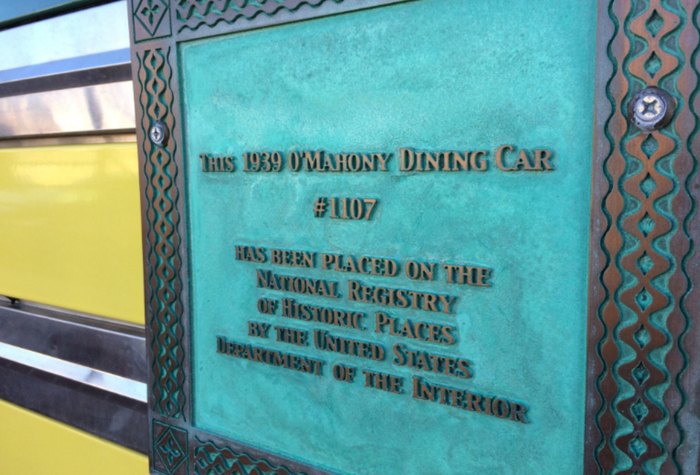 This 1939 O'Mahony Dining Car
#1107
has been placed on the
National Registry
of Historic Places
by the United States
Department of the Interior